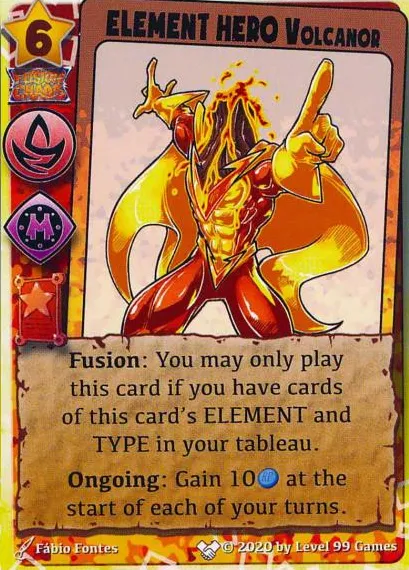 6
ELEMENT HERO VOLCANOR
FUSION
CHAOS
M
Fusion: You may only play
this card if you have cards
of this card's ELEMENT and
TYPE in your tableau.
Ongoing: Gain 10 at the
start of each of your turns.
Fábio Fontes
© 2020 by Level 99 Games